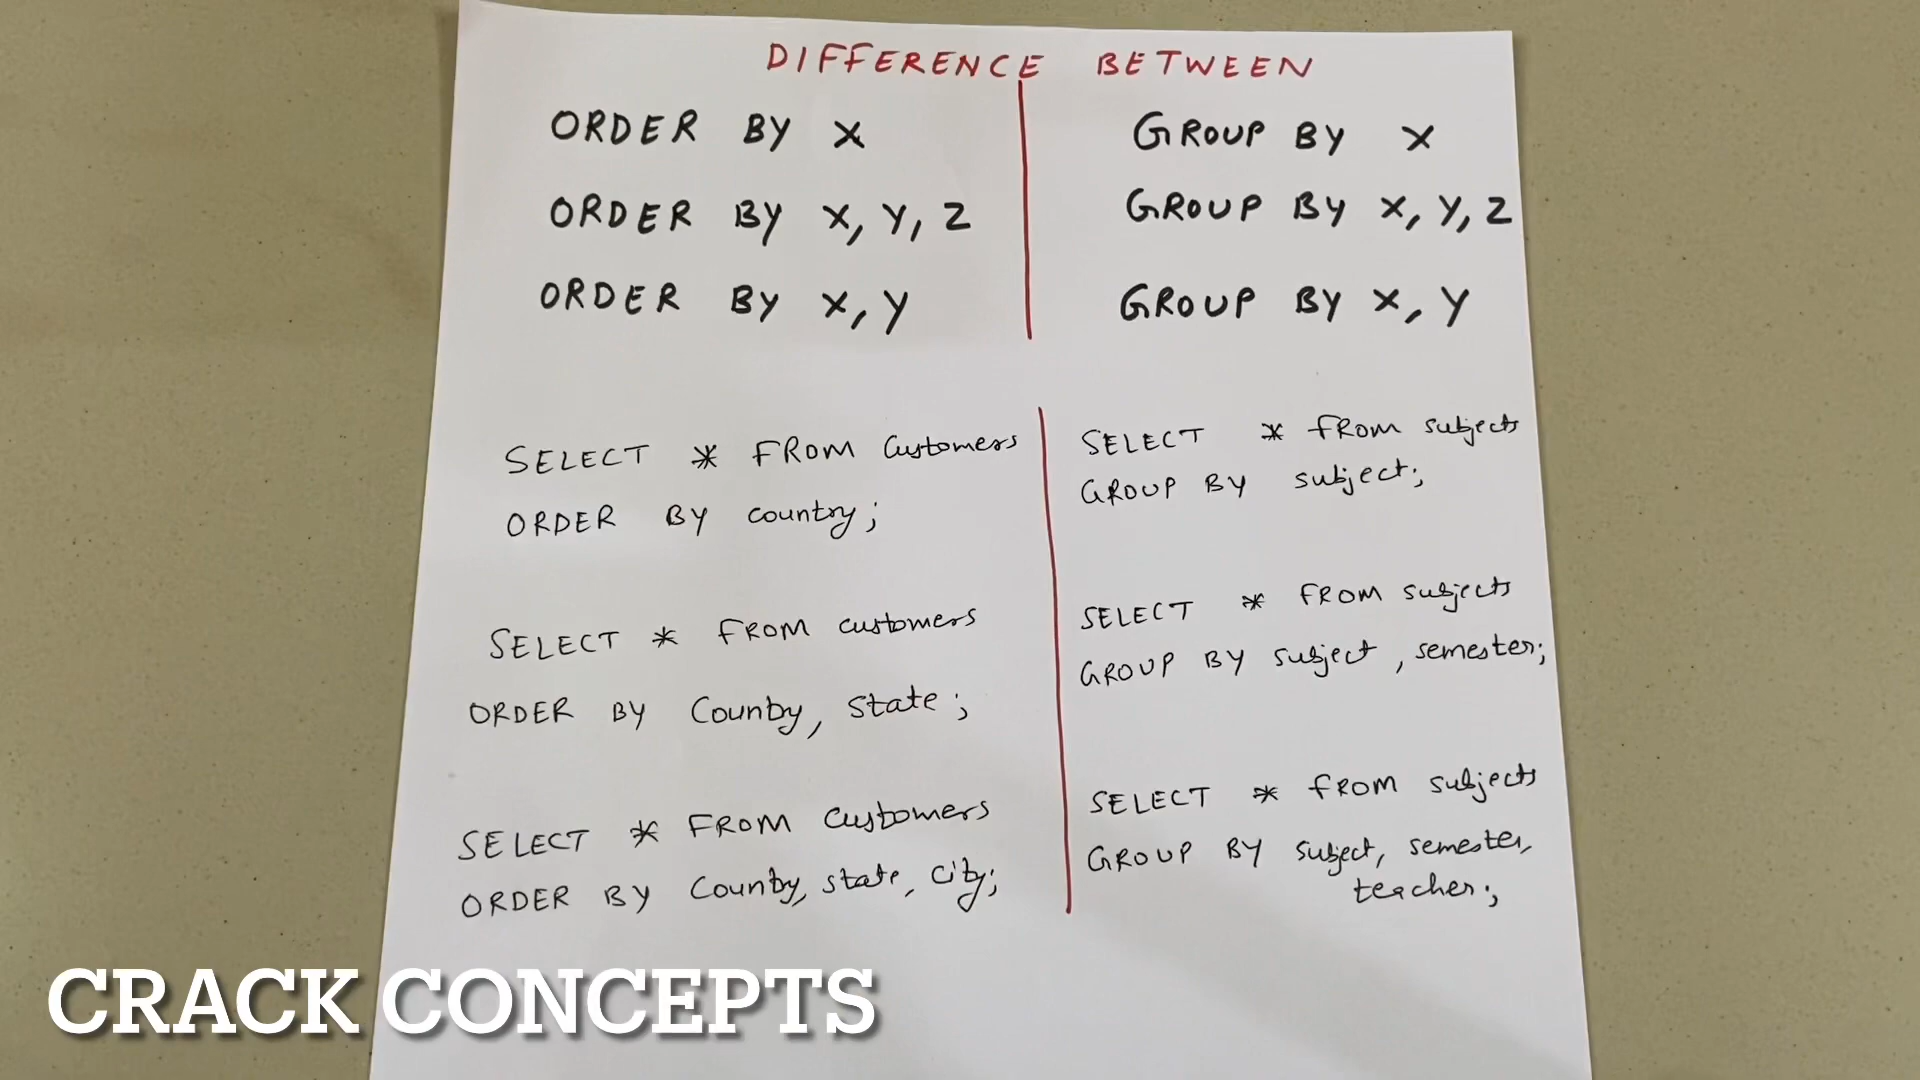 DIFFERENCE BETWEEN
ORDER BY X
ORDER BY X, Y, Z
ORDER BY X, Y
GROUP BY X
GROUP BY X, Y, Z
GROUP BY X, Y
SELECT * FROM Customers
ORDER BY country;
SELECT * FROM customers
ORDER BY Country, state;
SELECT * FROM customers
ORDER BY Country, state, city;
SELECT * FROM subjects
GROUP BY subject;
SELECT * FROM subjects
GROUP BY subject, semester;
SELECT * FROM subjects
GROUP BY subject, semester,
teacher;
CRACK CONCEPTS